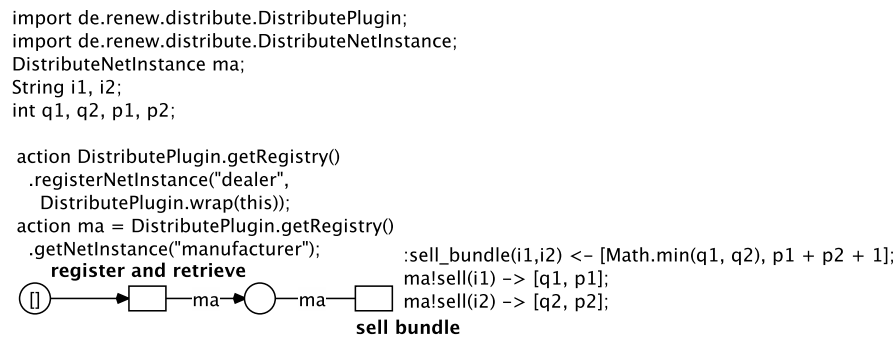 import de.renew.distribute.DistributePlugin;
import de.renew.distribute.DistributeNetInstance;
DistributeNetInstance ma;
String i1, i2;
int q1, q2, p1, p2;
action DistributePlugin.getRegistry()
.registerNetInstance("dealer",
DistributePlugin.wrap(this));
action ma = DistributePlugin.getRegistry()
.getNetInstance("manufacturer");
register and retrieve
[]
ma
ma
:sell_bundle(i1,i2) <- [Math.min(q1, q2), p1 + p2 + 1];
ma!sell(i1) -> [q1, p1];
ma!sell(i2) -> [q2, p2];
sell bundle